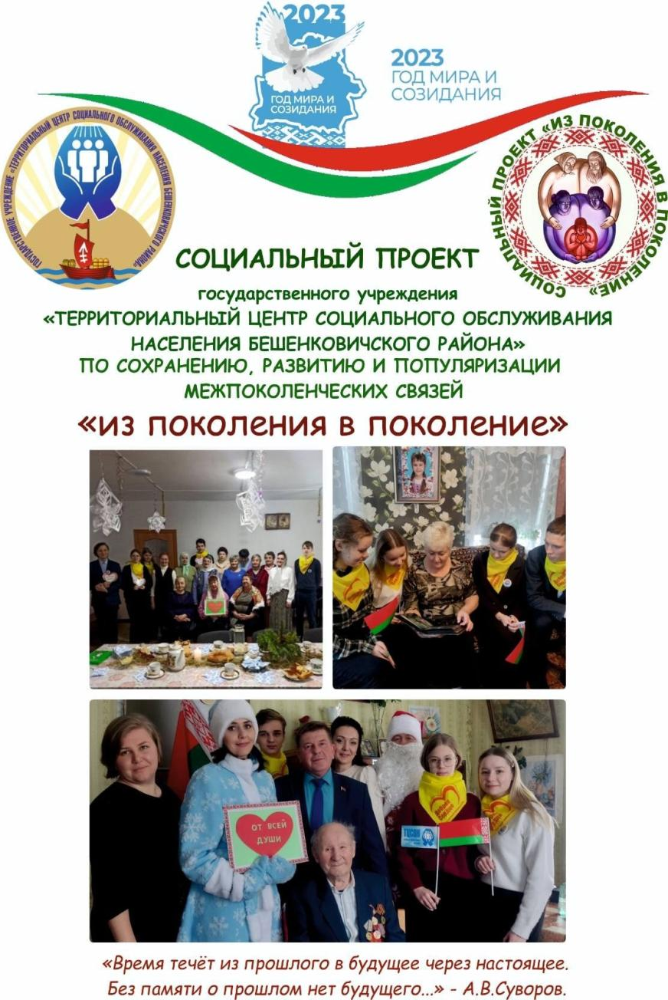 2023
ГОД МИРА И
СОЗИДАНИЯ
2023
ГОД МИРА И
СОЗИДАНИЯ
ГОСУДАРСТВЕННОЕ УЧРЕЖДЕНИЕ «ТЕРРИТОРИАЛЬНЫЙ ЦЕНТР СОЦИАЛЬНОГО ОБСЛУЖИВАНИЯ НАСЕЛЕНИЯ БЕШЕНКОВИЧСКОГО РАЙОНА»
СОЦИАЛЬНЫЙ ПРОЕКТ «ИЗ ПОКОЛЕНИЯ В ПОКОЛЕНИЕ»
СОЦИАЛЬНЫЙ ПРОЕКТ
государственного учреждения
«ТЕРРИТОРИАЛЬНЫЙ ЦЕНТР СОЦИАЛЬНОГО ОБСЛУЖИВАНИЯ
НАСЕЛЕНИЯ БЕШЕНКОВИЧСКОГО РАЙОНА»
ПО СОХРАНЕНИЮ, РАЗВИТИЮ И ПОПУЛЯРИЗАЦИИ
МЕЖПОКОЛЕНЧЕСКИХ СВЯЗЕЙ
«ИЗ ПОКОЛЕНИЯ В ПОКОЛЕНИЕ»
ОТ ВСЕЙ
ДУШИ
ТЦСОН
«Время течёт из прошлого в будущее через настоящее.
Без памяти о прошлом нет будущего...» - А.В.Суворов.